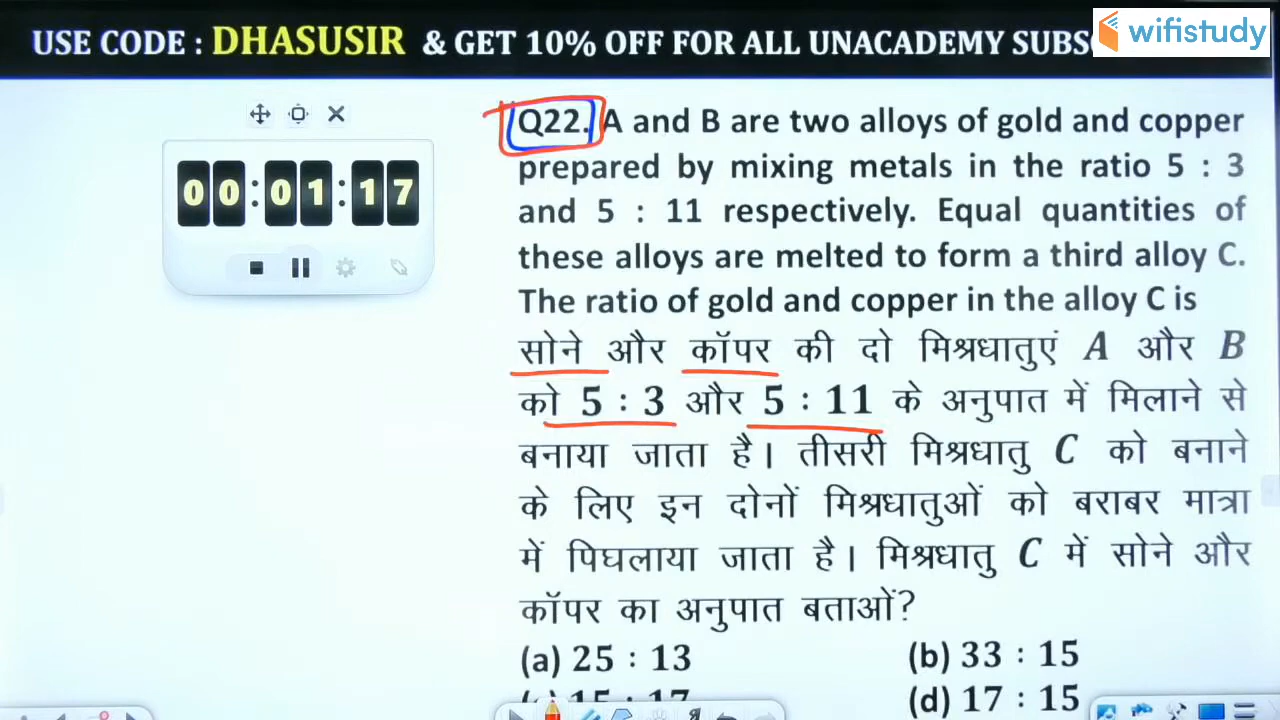 USE CODE : DHASUSIR & GET 10% OFF FOR ALL UNACADEMY
wifistudy
00:01:17
Q22. A and B are two alloys of gold and copper
prepared by mixing metals in the ratio 5 : 3
and 5 : 11 respectively. Equal quantities of
these alloys are melted to form a third alloy C.
The ratio of gold and copper in the alloy C is
सोने और कॉपर की दो मिश्रधातुएं A और B
को 5 : 3 और 5 : 11 के अनुपात में मिलाने से
बनाया जाता है। तीसरी मिश्रधातु C को बनाने
के लिए इन दोनों मिश्रधातुओं को बराबर मात्रा
में पिघलाया जाता है। मिश्रधातु C में सोने और
कॉपर का अनुपात बताओं?
(a) 25 : 13 (b) 33 : 15
15 : 17 (d) 17 : 15